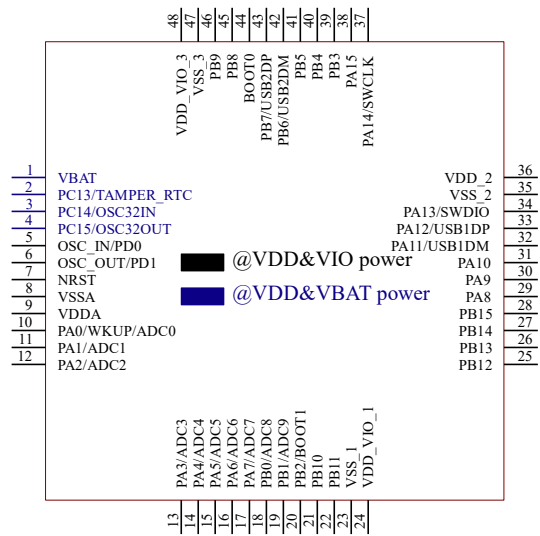 48
47
46
45
44
43
42
41
40
39
38
37
VDD_VIO_3
VSS_3
PB9
PB8
BOOT0
PB7/USB2DP
PB6/USB2DM
PB5
PB4
PB3
PA15
PA14/SWCLK
1 VBAT
2 PC13/TAMPER_RTC
3 PC14/OSC32IN
4 PC15/OSC32OUT
5 OSC_IN/PD0
6 OSC_OUT/PD1
7 NRST
8 VSSA
9 VDDA
10 PA0/WKUP/ADC0
11 PA1/ADC1
12 PA2/ADC2
@VDD&VIO power
@VDD&VBAT power
VDD_2 36
VSS_2 35
PA13/SWDIO 34
PA12/USB1DP 33
PA11/USB1DM 32
PA10 31
PA9 30
PA8 29
PB15 28
PB14 27
PB13 26
PB12 25
PA3/ADC3
PA4/ADC4
PA5/ADC5
PA6/ADC6
PA7/ADC7
PB0/ADC8
PB1/ADC9
PB2/BOOT1
PB10
PB11
VSS_1
VDD_VIO_1
13
14
15
16
17
18
19
20
21
22
23
24